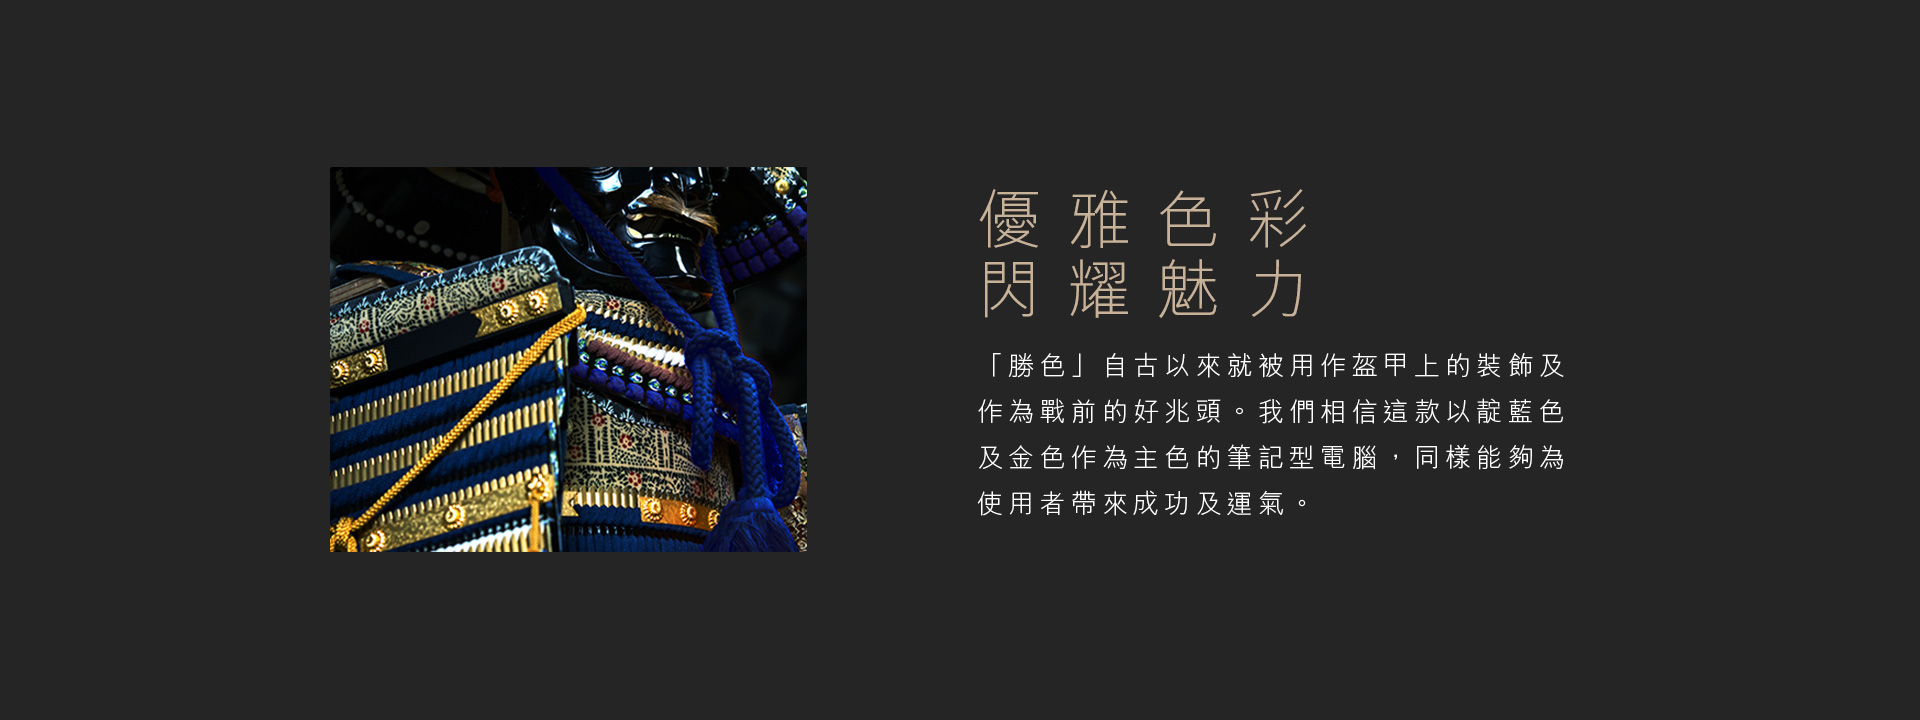 優雅色彩
閃耀魅力
「勝色」自古以來就被用作盔甲上的裝飾及
作為戰前的好兆頭。我們相信這款以靛藍色
及金色作為主色的筆記型電腦，同樣能夠為
使用者帶來成功及運氣。